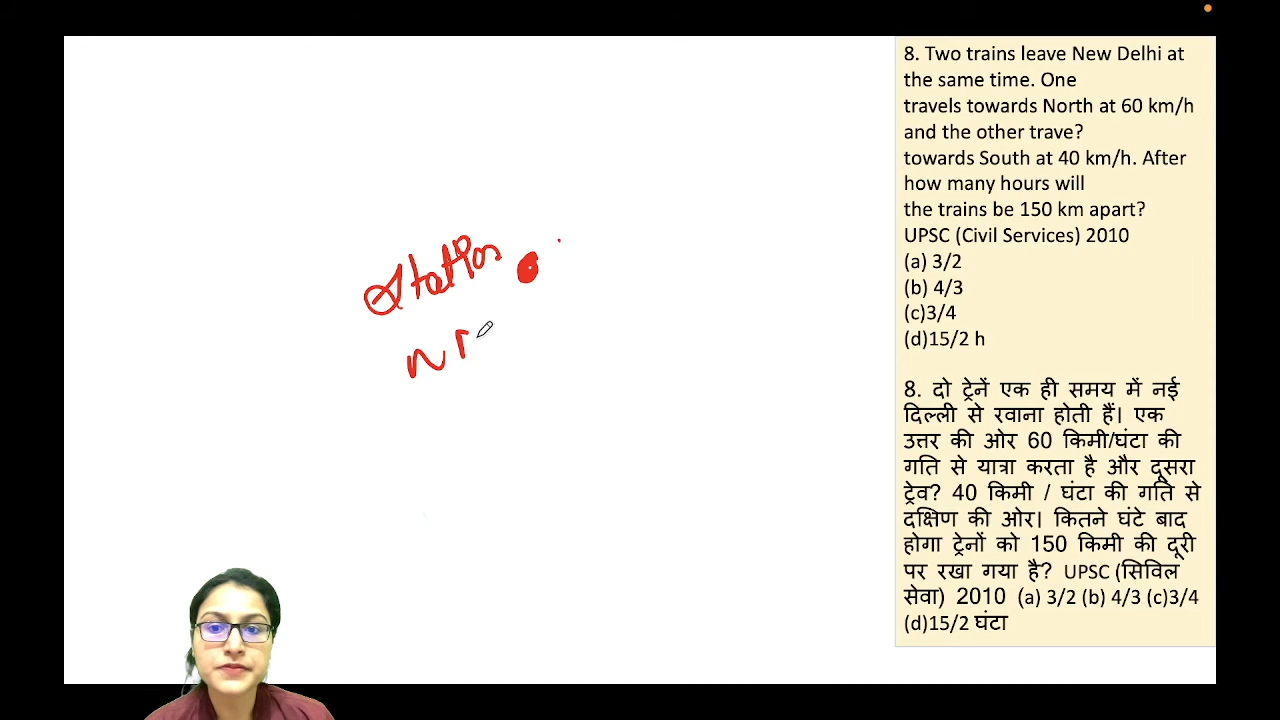 8. Two trains leave New Delhi at
the same time. One
travels towards North at 60 km/h
and the other trave?
towards South at 40 km/h. After
how many hours will
the trains be 150 km apart?
UPSC (Civil Services) 2010
(a) 3/2
(b) 4/3
(c)3/4
(d)15/2 h
8. दो ट्रेनें एक ही समय में नई
दिल्ली से रवाना होती हैं। एक
उत्तर की ओर 60 किमी/घंटा की
गति से यात्रा करता है और दूसरा
ट्रेव? 40 किमी / घंटा की गति से
दक्षिण की ओर। कितने घंटे बाद
होगा ट्रेनों को 150 किमी की दूरी
पर रखा गया है? UPSC (सिविल
सेवा) 2010 (a) 3/2 (b) 4/3 (c)3/4
(d)15/2 घंटा
Station